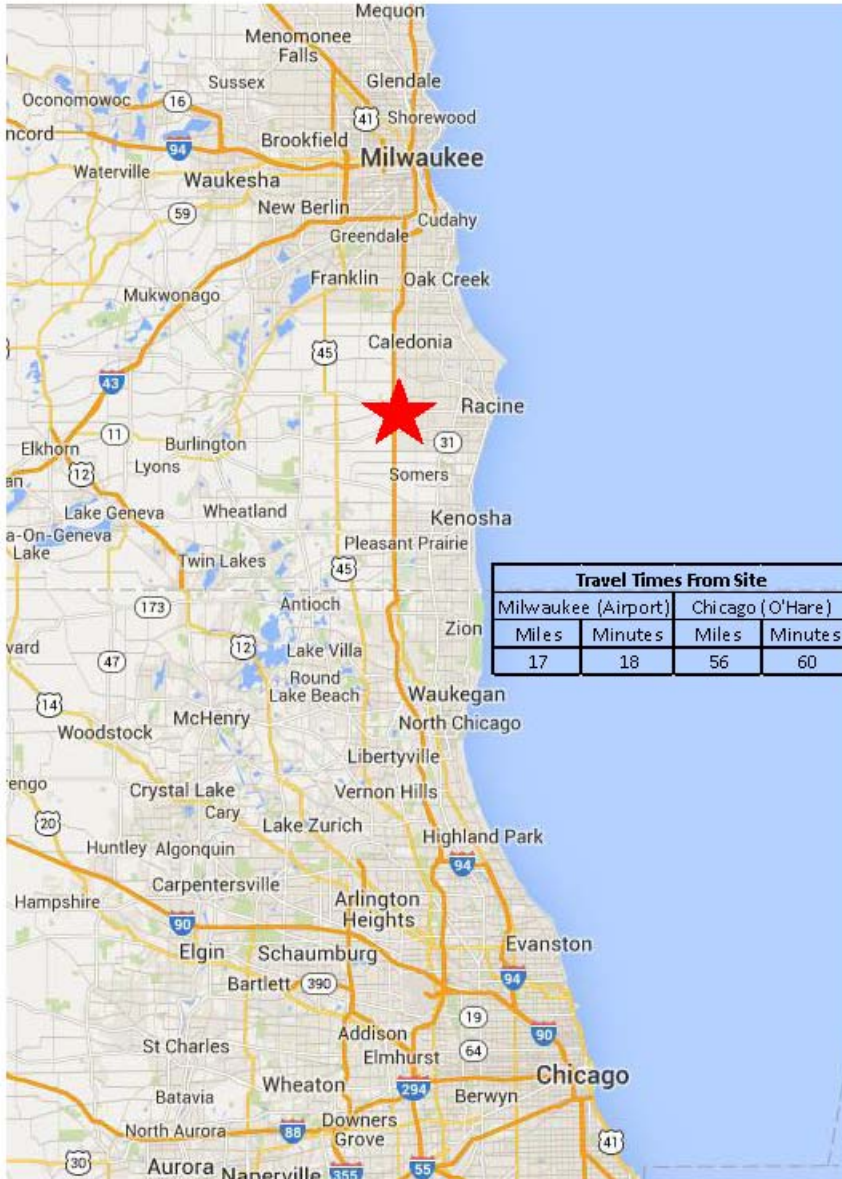 Mequon
Menomonee
Falls
Sussex
Glendale
Oconomowoc
16
41
Shorewood
ncord
94
Brookfield
Milwaukee
Waterville
Waukesha
59
New Berlin
Cudahy
Greendale
Franklin
Oak Creek
Mukwonago
45
Caledonia
43
Racine
11
31
Elkhorn
Burlington
Lyons
12
Somers
an
Lake Geneva
Wheatland
Kenosha
a-On-Geneva
Lake
Pleasant Prairie
Twin Lakes
45
Travel Times From Site
Milwaukee (Airport) Chicago (O'Hare)
Miles Minutes Miles Minutes
17 18 56 60
173
Antioch
Zion
vard
12
Lake Villa
47
Round
Lake Beach
14
Waukegan
McHenry
North Chicago
Woodstock
Libertyville
rengo
Crystal Lake
Vernon Hills
Cary
20
Lake Zurich
Highland Park
Huntley Algonquin
94
Carpentersville
Hampshire
Arlington
Heights
90
Evanston
Elgin
Schaumburg
Bartlett
390
94
19
Addison
90
St Charles
Elmhurst
64
Chicago
Wheaton
294
Batavia
Berwyn
North Aurora
88
Downers
Grove
41
30
Aurora
Naperville
355
55